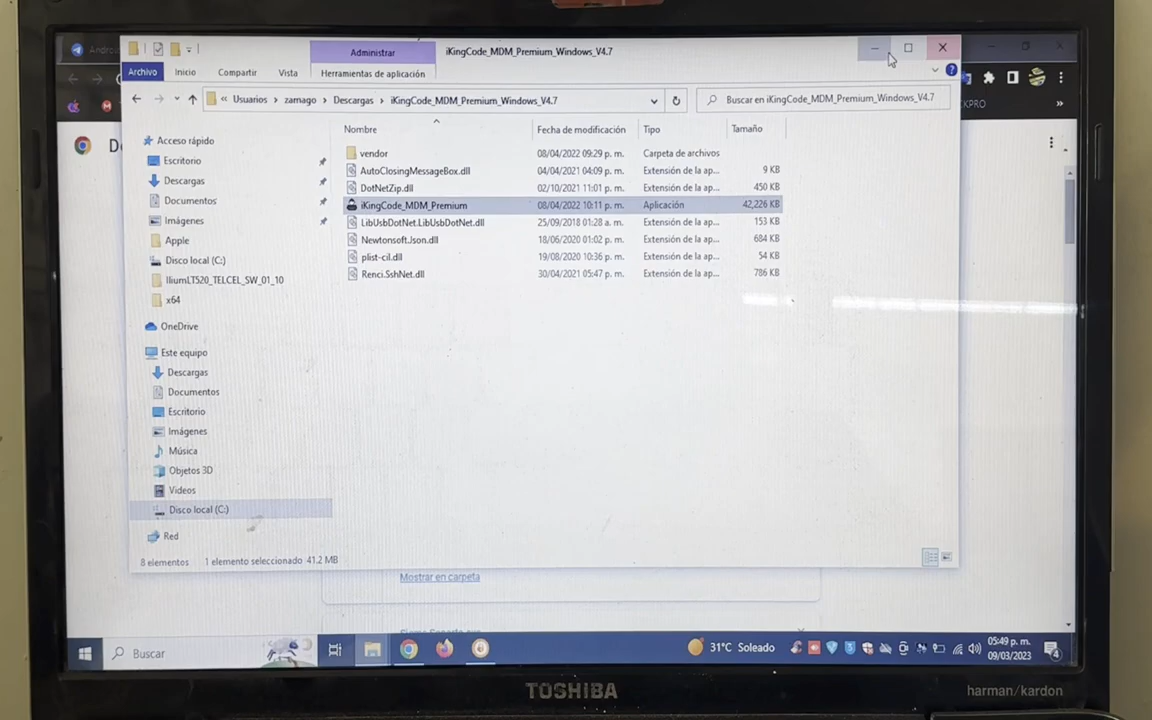 Androi
Administrar
iKingCode_MDM_Premium_Windows_V4.7
Archivo
Inicio
Compartir
Vista
Herramientas de aplicación
« Usuarios > zamago > Descargas > iKingCode_MDM_Premium_Windows_V4.7
Buscar en iKingCode_MDM_Premium_Windows_V4.7
KPRO
»
Nombre
Fecha de modificación
Tipo
Tamaño
Acceso rápido
Escritorio
Descargas
Documentos
Imágenes
Apple
Disco local (C:)
IliumLT520_TELCEL_SW_01_10
x64
OneDrive
Este equipo
Descargas
Documentos
Escritorio
Imágenes
Música
Objetos 3D
Videos
Disco local (C:)
Red
vendor 08/04/2022 09:29 p. m. Carpeta de archivos
AutoClosingMessageBox.dll 04/04/2021 04:09 p. m. Extensión de la ap... 9 KB
DotNetZip.dll 02/10/2021 11:01 p. m. Extensión de la ap... 450 KB
iKingCode_MDM_Premium 08/04/2022 10:11 p. m. Aplicación 42,226 KB
LibUsbDotNet.LibUsbDotNet.dll 25/09/2018 01:28 a. m. Extensión de la ap... 153 KB
Newtonsoft.Json.dll 18/06/2020 01:02 p. m. Extensión de la ap... 684 KB
plist-cil.dll 19/08/2020 10:36 p. m. Extensión de la ap... 54 KB
Renci.SshNet.dll 30/04/2021 05:47 p. m. Extensión de la ap... 786 KB
8 elementos
1 elemento seleccionado 41.2 MB
Mostrar en carpeta
Buscar
31°C Soleado
05:49 p. m.
09/03/2023
4
TOSHIBA
harman/kardon